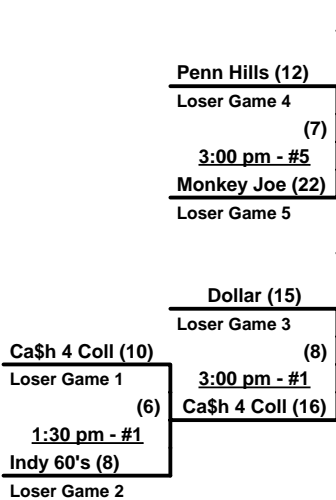 Penn Hills (12)
Loser Game 4
(7)
3:00 pm - #5
Monkey Joe (22)
Loser Game 5
Dollar (15)
Loser Game 3
(8)
3:00 pm - #1
Ca$h 4 Coll (16)
Ca$h 4 Coll (10)
Loser Game 1
(6)
1:30 pm - #1
Indy 60's (8)
Loser Game 2